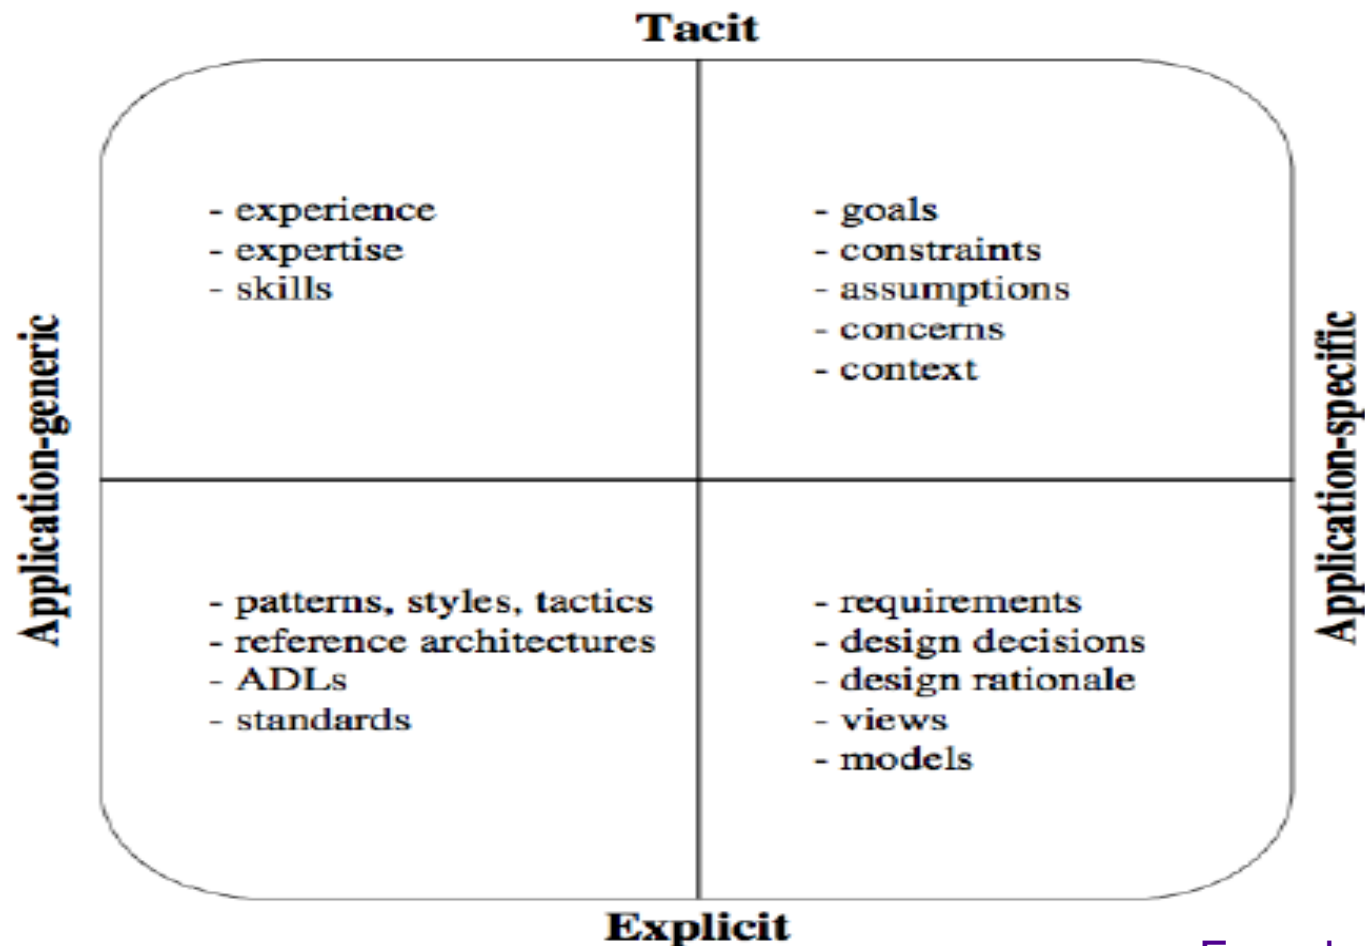 Tacit
- experience
- expertise
- skills
- goals
- constraints
- assumptions
- concerns
- context
Application-generic
Application-specific
- patterns, styles, tactics
- reference architectures
- ADLs
- standards
- requirements
- design decisions
- design rationale
- views
- models
Explicit